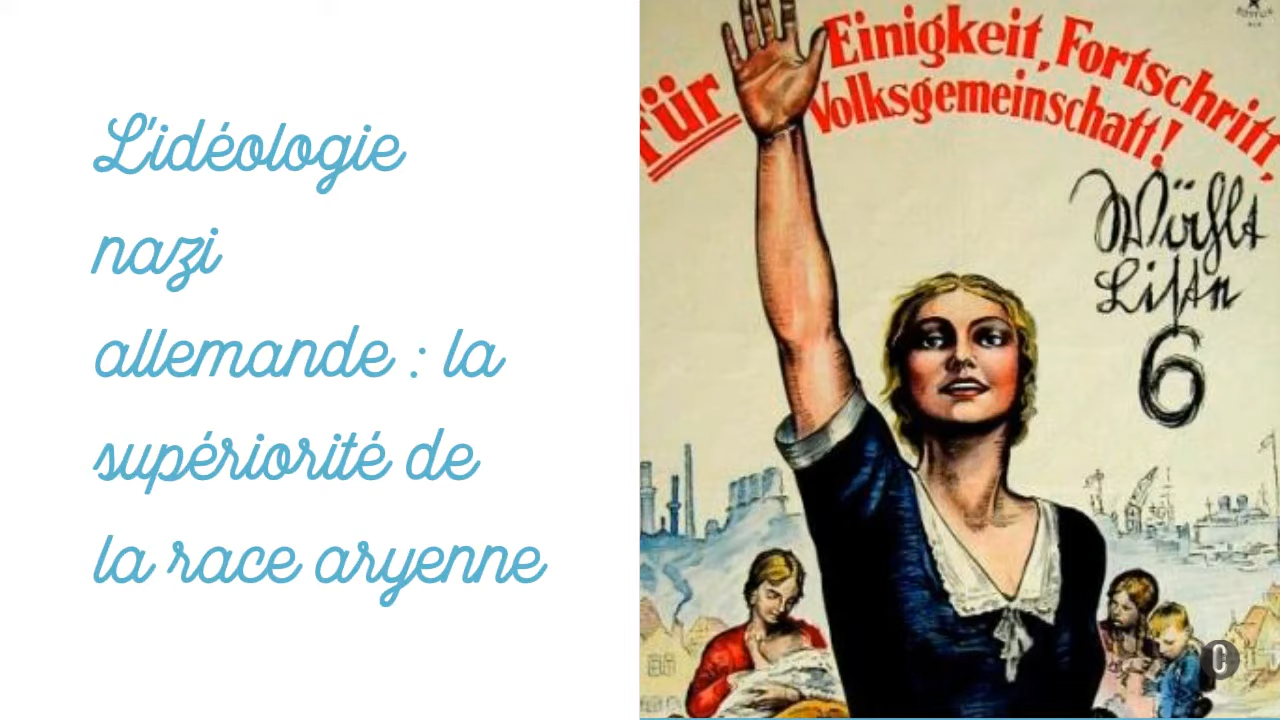 L'idéologie
nazi
allemande : la
supériorité de
la race aryenne
Für Einigkeit, Fortschritt,
Volksgemeinschaft!
Wählt
Liste
6
C